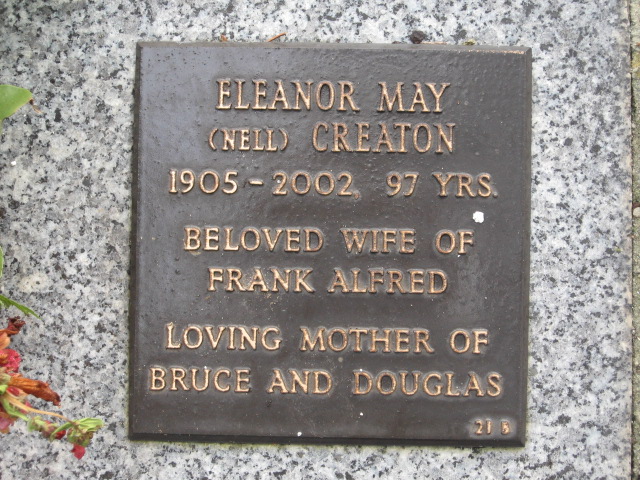 ELEANOR MAY
(NELL) CREATON
1905 - 2002 97 YRS.
BELOVED WIFE OF
FRANK ALFRED
LOVING MOTHER OF
BRUCE AND DOUGLAS
21 B